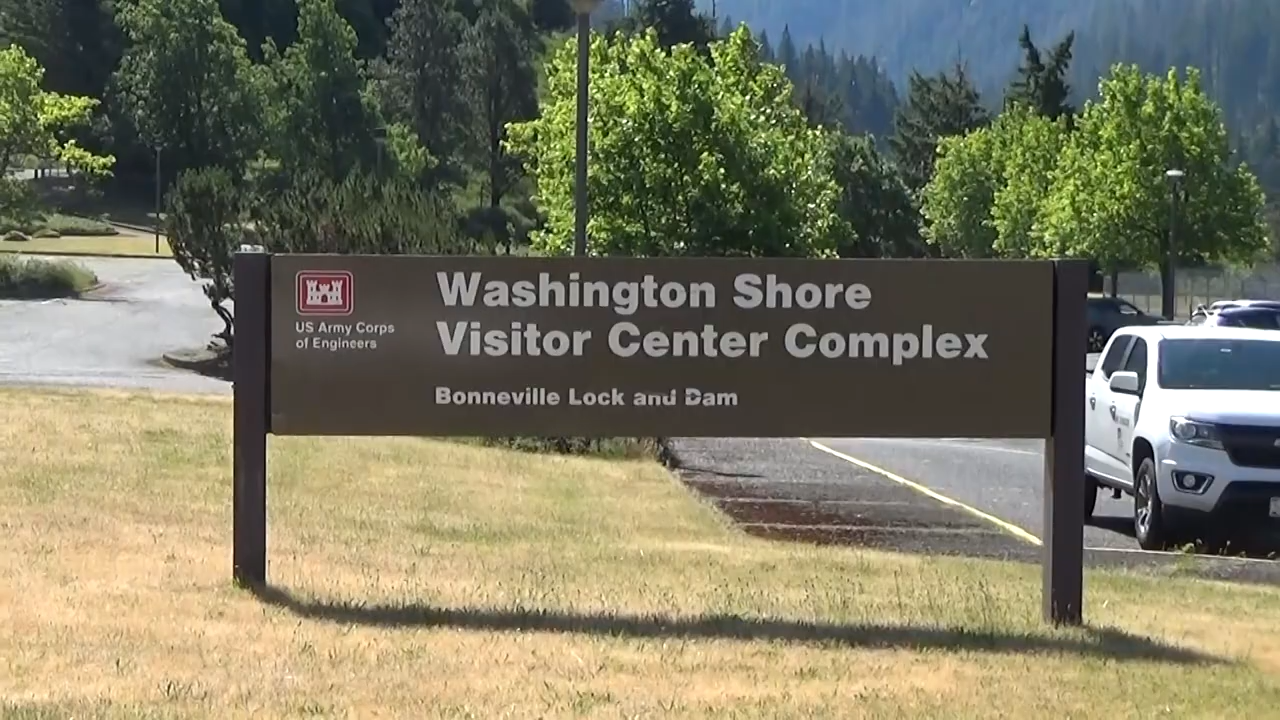 US Army Corps
of Engineers
Washington Shore
Visitor Center Complex
Bonneville Lock and Dam